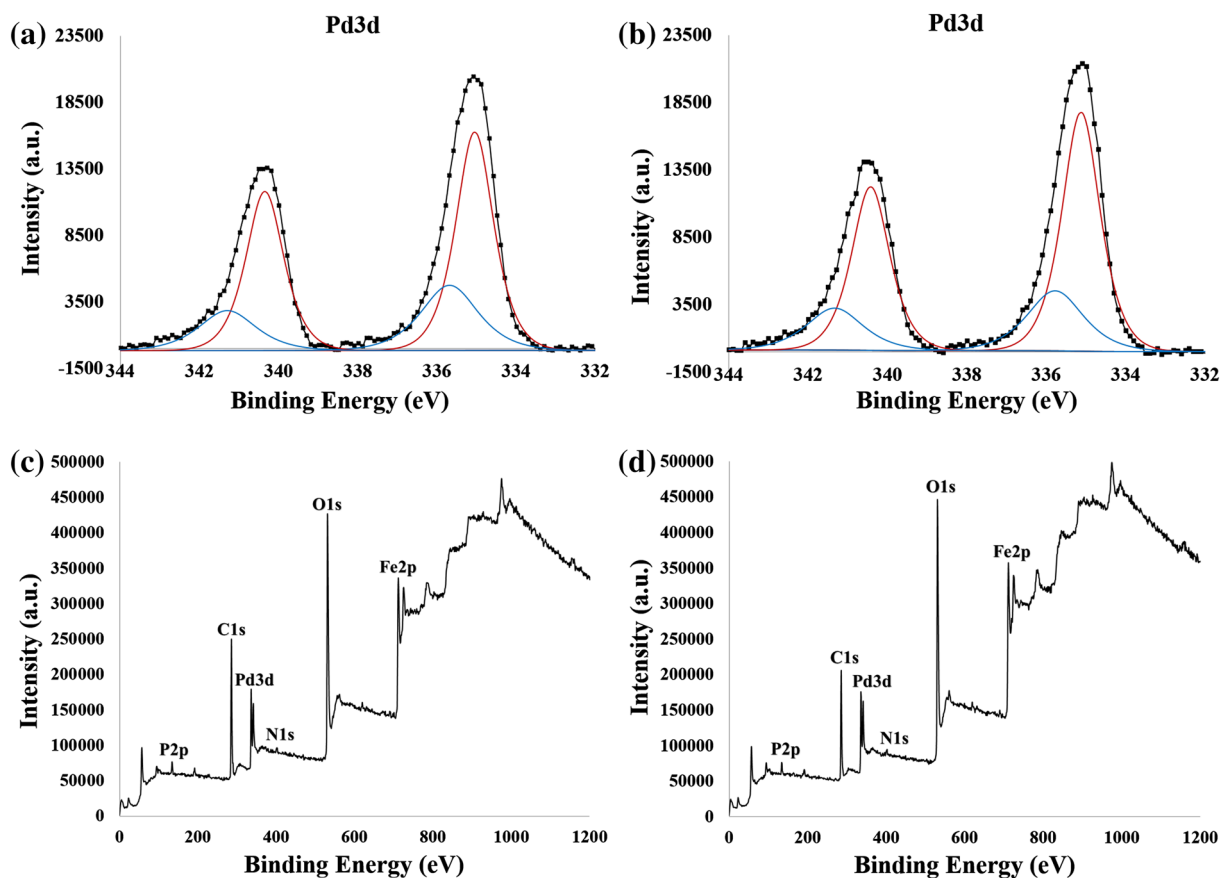 (a)
Pd3d
23500
18500
13500
8500
3500
-1500
Intensity (a.u.)
344 342 340 338 336 334 332
Binding Energy (eV)
(b)
Pd3d
23500
18500
13500
8500
3500
-1500
Intensity (a.u.)
344 342 340 338 336 334 332
Binding Energy (eV)
(c)
500000
450000
400000
350000
300000
250000
200000
150000
100000
50000
0
Intensity (a.u.)
O1s
Fe2p
C1s
Pd3d
N1s
P2p
0 200 400 600 800 1000 1200
Binding Energy (eV)
(d)
500000
450000
400000
350000
300000
250000
200000
150000
100000
50000
0
Intensity (a.u.)
O1s
Fe2p
C1s
Pd3d
N1s
P2p
0 200 400 600 800 1000 1200
Binding Energy (eV)